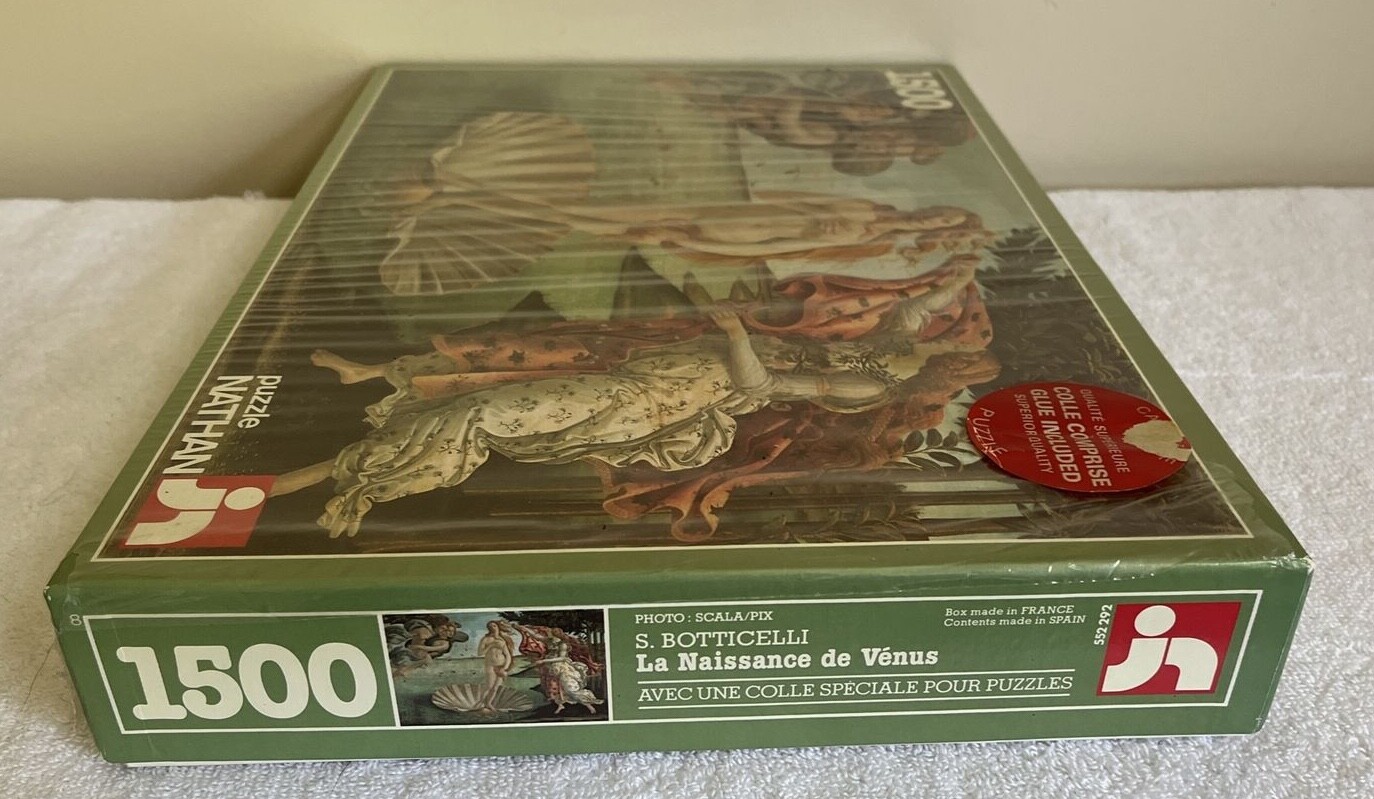 1500
puzzle
NATHAN
QUALITÉ SUPÉRIEURE
COLLE COMPRISE
GLUE INCLUDED
SUPERIOR QUALITY
PUZZLE
8
1500
PHOTO : SCALA/PIX
S. BOTTICELLI
La Naissance de Vénus
AVEC UNE COLLE SPÉCIALE POUR PUZZLES
Box made in FRANCE
Contents made in SPAIN
552 292